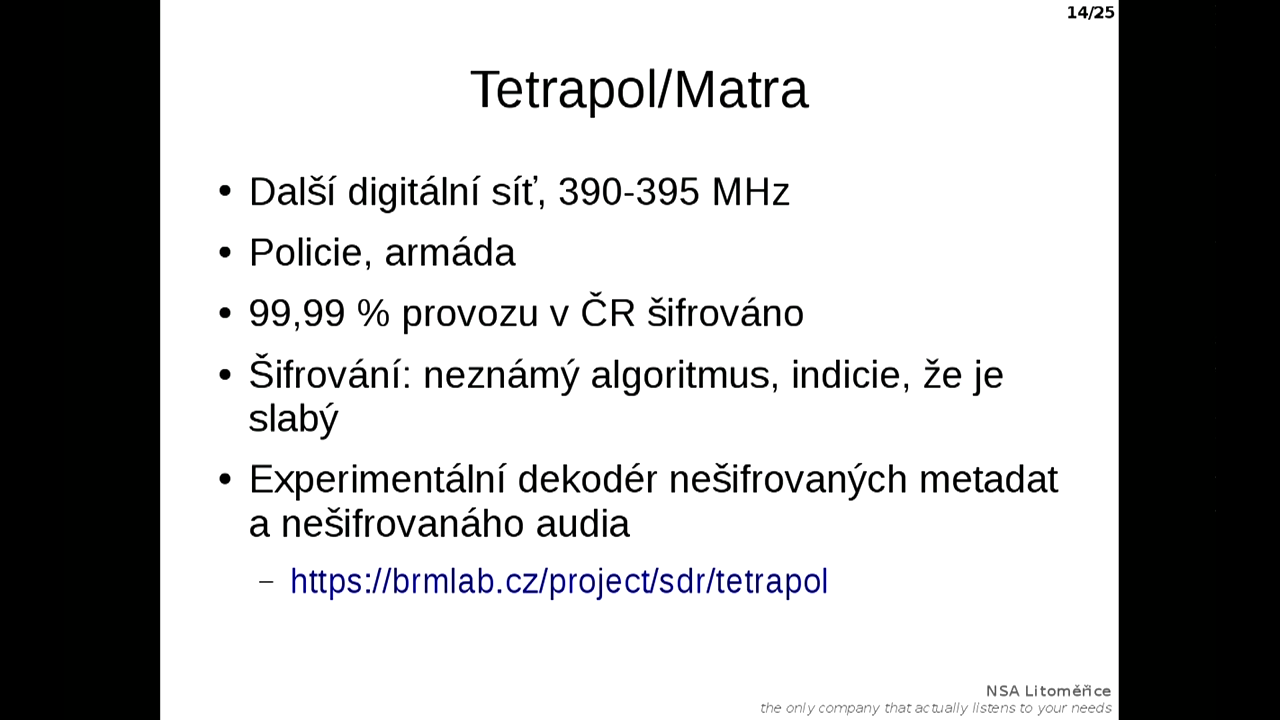 14/25
Tetrapol/Matra
• Další digitální síť, 390-395 MHz
• Policie, armáda
• 99,99 % provozu v ČR šifrováno
• Šifrování: neznámý algoritmus, indicie, že je
slabý
• Experimentální dekodér nešifrovaných metadat
a nešifrovanáho audia
– https://brmlab.cz/project/sdr/tetrapol
NSA Litoměřice
the only company that actually listens to your needs